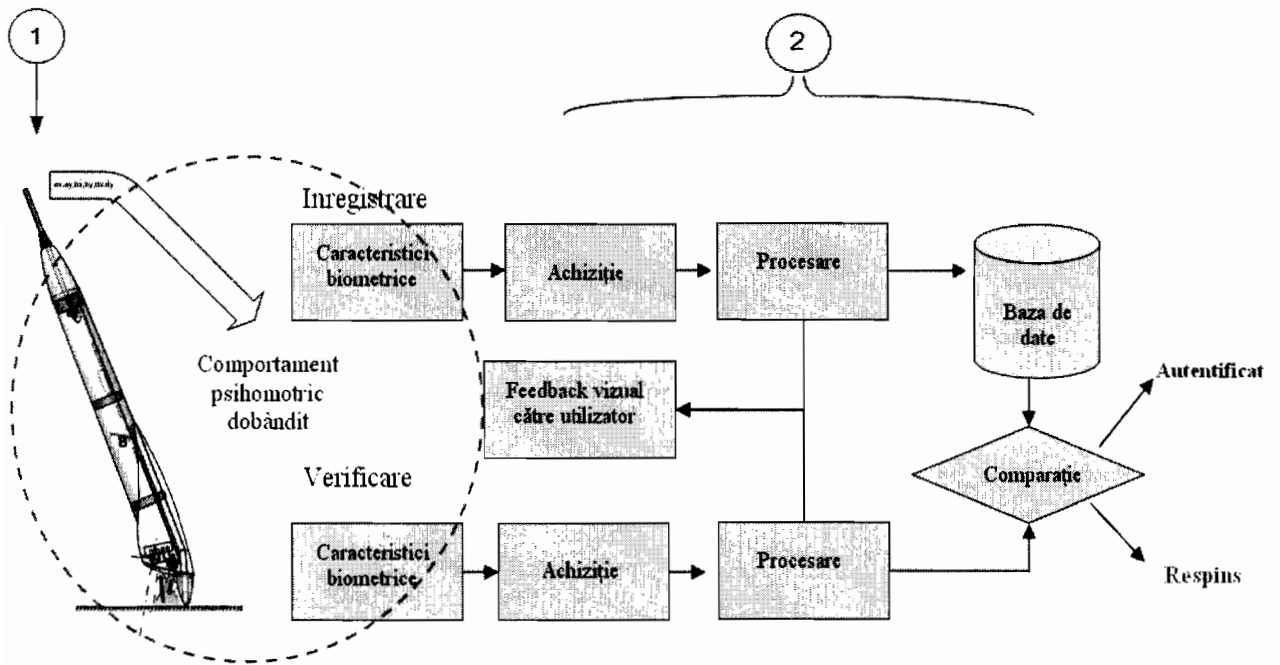 1
2
Inregistrare
Caracteristici
biometrice
Achiziție
Procesare
Baza de
date
Comportament
psihomotric
dobândit
Feedback vizual
către utilizator
Autentificat
Verificare
Comparație
Caracteristici
biometrice
Achiziție
Procesare
Respins